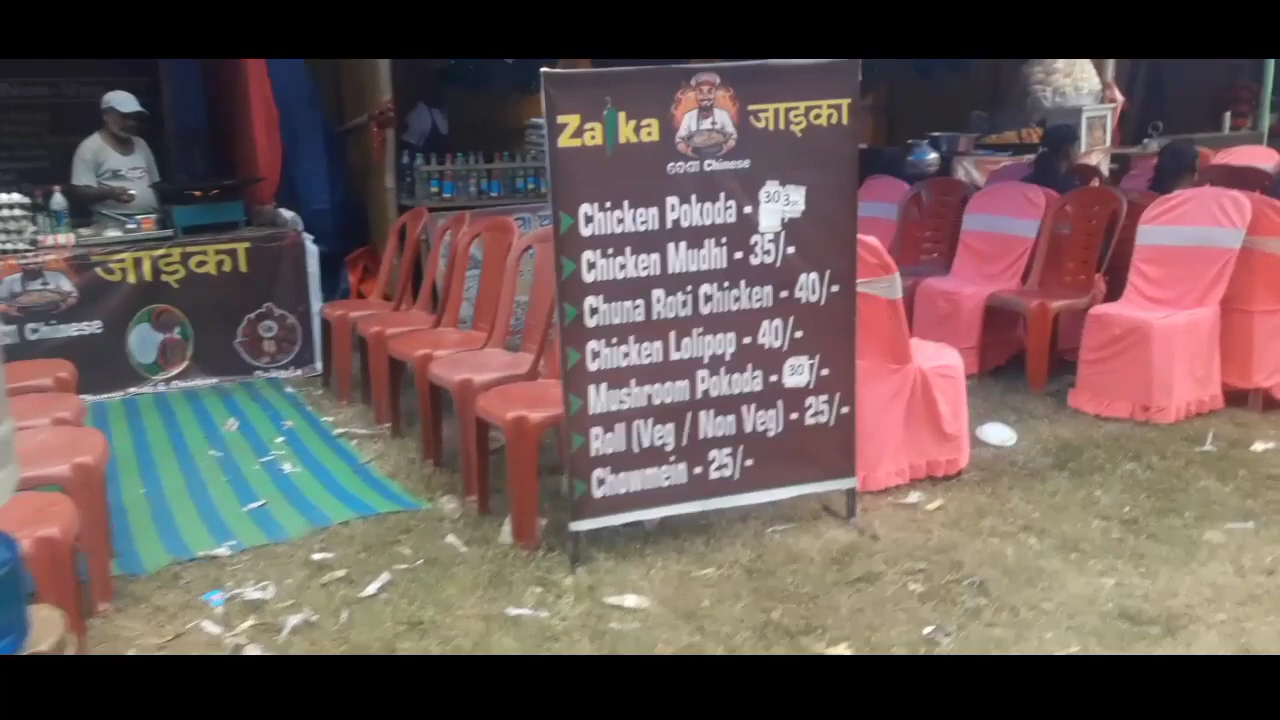 Zaika जाइका
ଦେଶୀ Chinese
Chicken Pokoda - 30 3pc
Chicken Mudhi - 35/-
Chuna Roti Chicken - 40/-
Chicken Lolipop - 40/-
Mushroom Pokoda - 30/-
Roll (Veg / Non Veg) - 25/-
Chowmein - 25/-
जाइका
Chinese